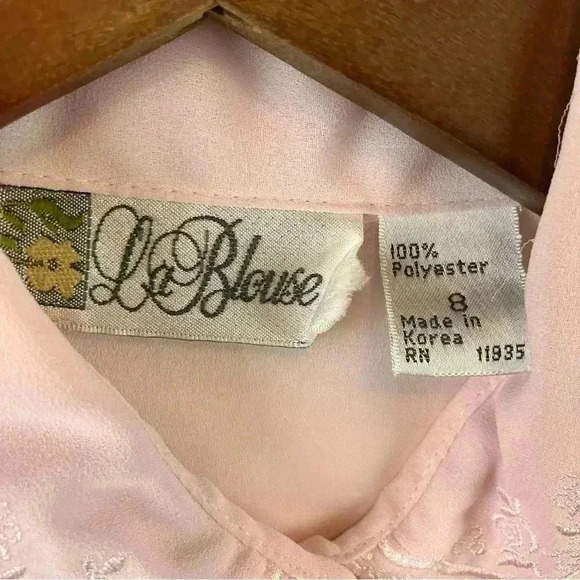 La Blouse
100%
Polyester
8
Made in
Korea
RN 11935